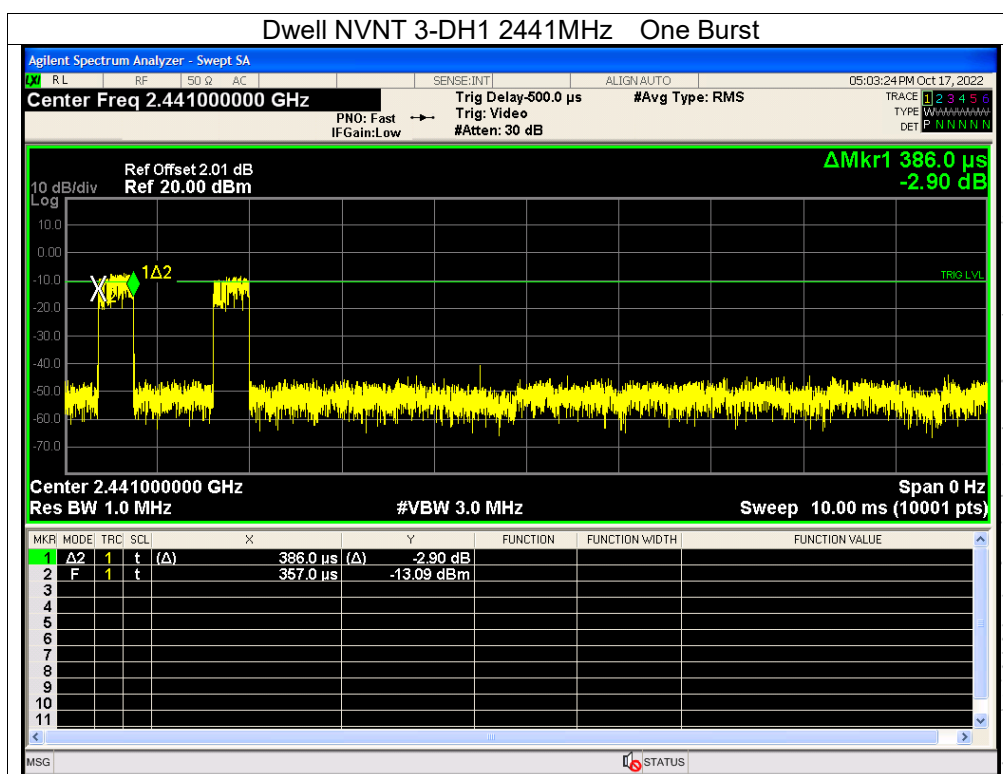 Dwell NVNT 3-DH1 2441MHz One Burst
Agilent Spectrum Analyzer - Swept SA
LXI RL RF 50 Ω AC SENSE:INT ALIGN AUTO 05:03:24 PM Oct 17, 2022
Center Freq 2.441000000 GHz Trig Delay-500.0 µs #Avg Type: RMS TRACE 1 2 3 4 5 6
PNO: Fast Trig: Video TYPE WWWWWW
IFGain:Low #Atten: 30 dB DET P N N N N N
ΔMkr1 386.0 µs
Ref Offset 2.01 dB
10 dB/div Ref 20.00 dBm -2.90 dB
Log
10.0
0.00
1Δ2
TRIG LVL
-10.0
-20.0
-30.0
-40.0
-50.0
-60.0
-70.0
Center 2.441000000 GHz Span 0 Hz
Res BW 1.0 MHz #VBW 3.0 MHz Sweep 10.00 ms (10001 pts)
MKR MODE TRC SCL X Y FUNCTION FUNCTION WIDTH FUNCTION VALUE
1 Δ2 1 t (Δ) 386.0 µs (Δ) -2.90 dB
2 F 1 t 357.0 µs -13.09 dBm
3
4
5
6
7
8
9
10
11
MSG STATUS